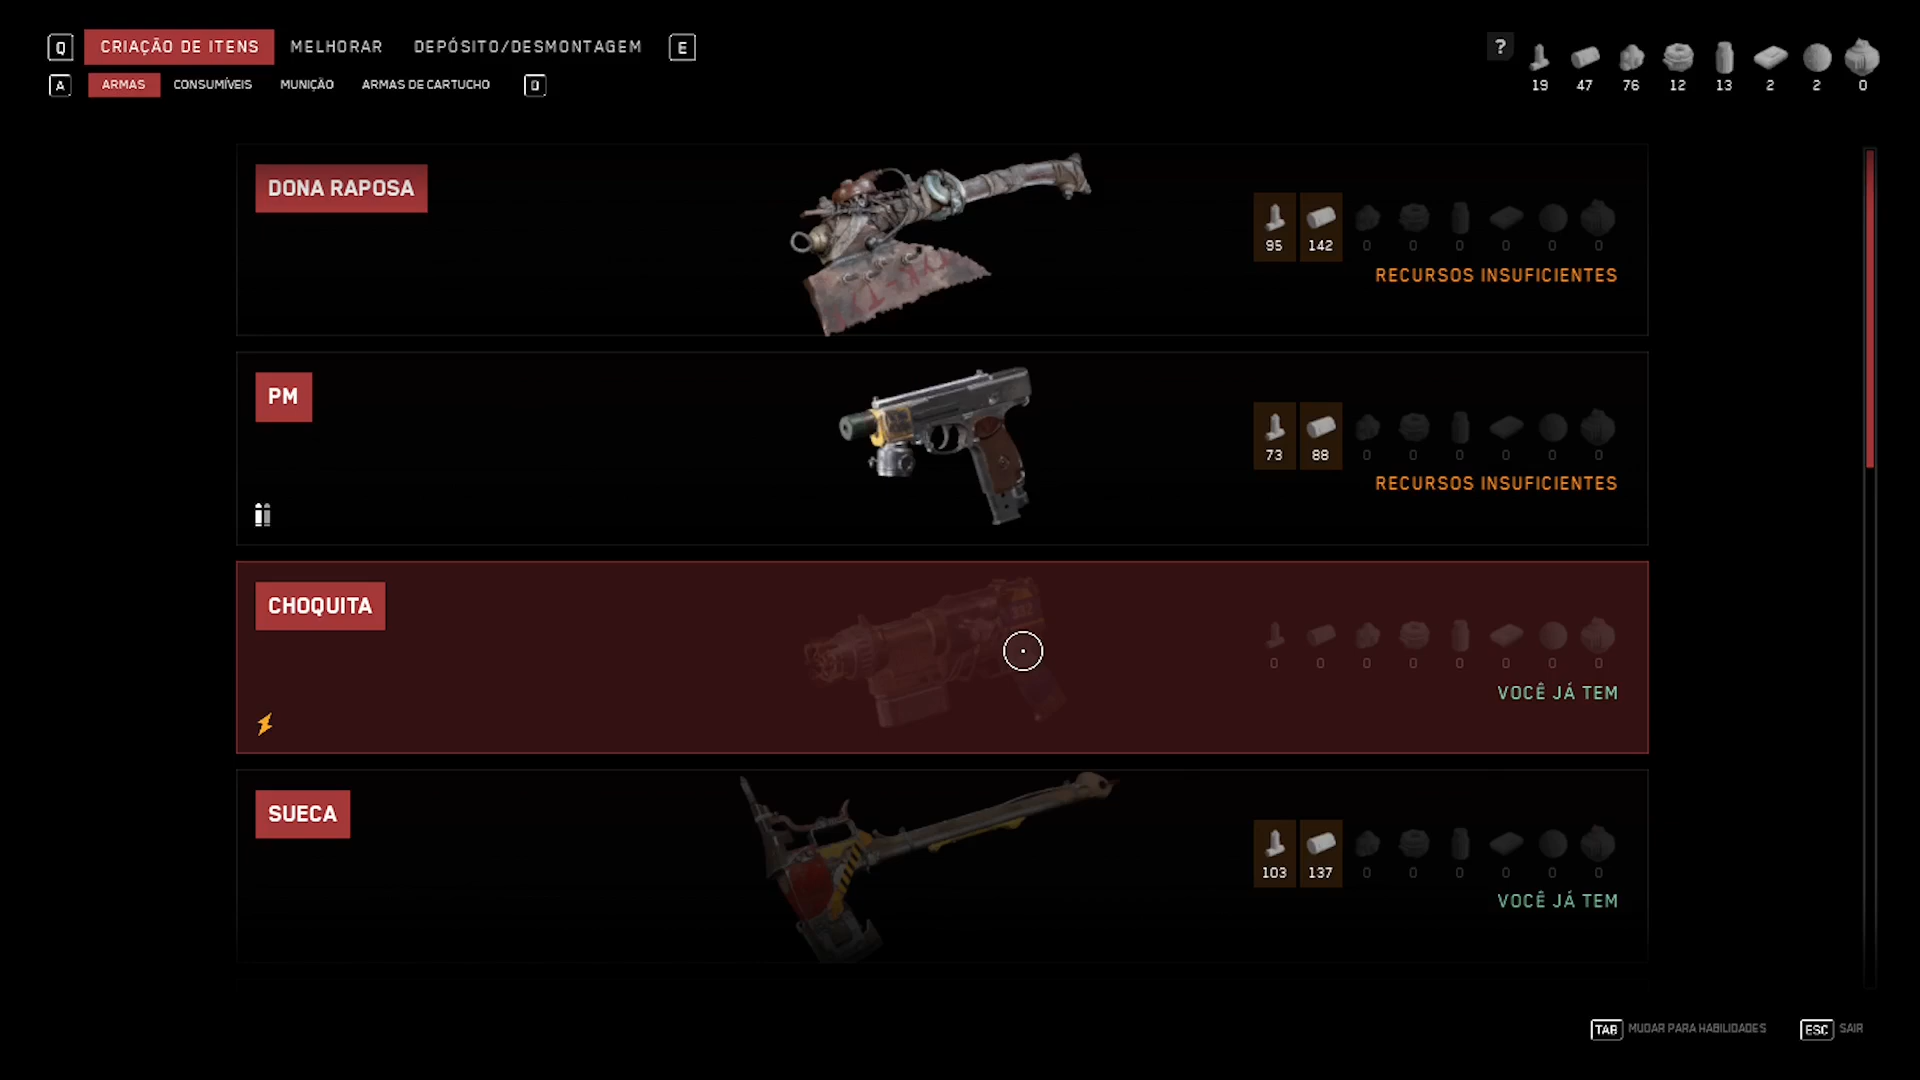 Q CRIAÇÃO DE ITENS MELHORAR DEPÓSITO/DESMONTAGEM E
A ARMAS CONSUMÍVEIS MUNIÇÃO ARMAS DE CARTUCHO D
?
19 47 76 12 13 2 2 0
DONA RAPOSA
95 142 0 0 0 0 0 0
RECURSOS INSUFICIENTES
PM
73 88 0 0 0 0 0 0
RECURSOS INSUFICIENTES
CHOQUITA
0 0 0 0 0 0 0 0
VOCÊ JÁ TEM
SUECA
103 137 0 0 0 0 0 0
VOCÊ JÁ TEM
TAB MUDAR PARA HABILIDADES ESC SAIR